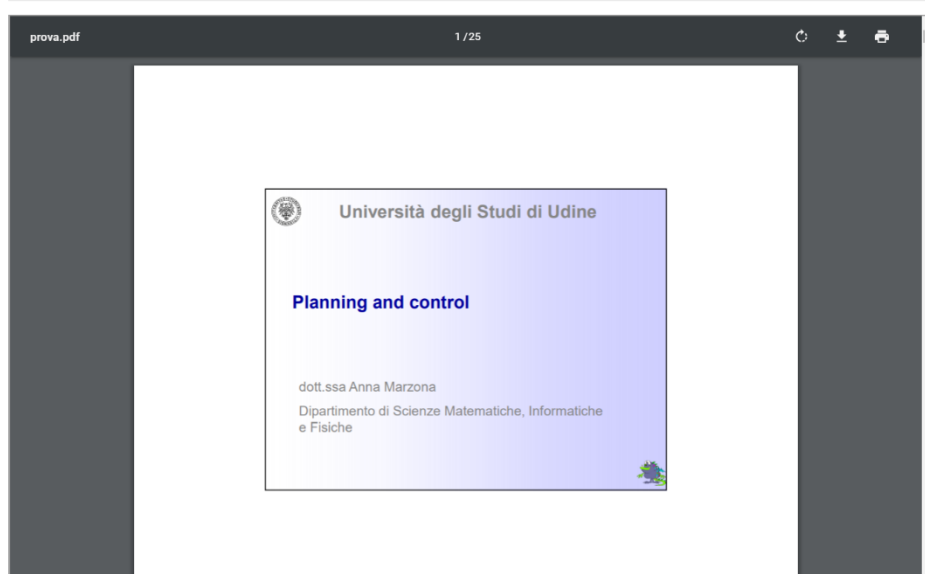 prova.pdf
1 / 25
Università degli Studi di Udine
Planning and control
dott.ssa Anna Marzona
Dipartimento di Scienze Matematiche, Informatiche
e Fisiche